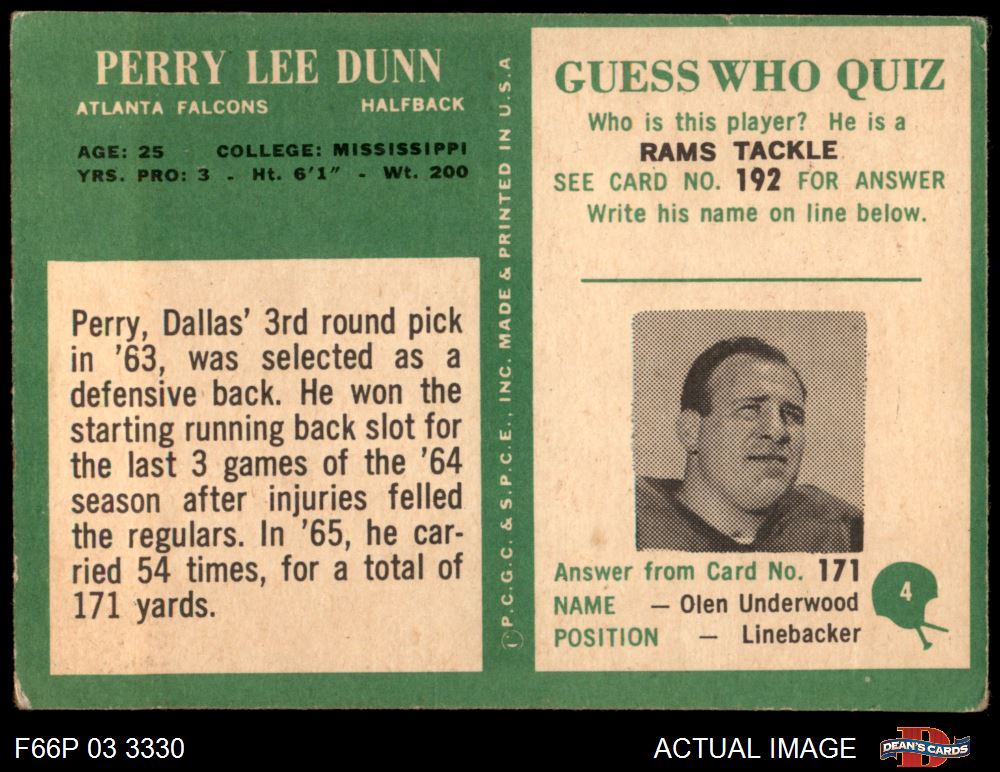 PERRY LEE DUNN
ATLANTA FALCONS HALFBACK
AGE: 25 COLLEGE: MISSISSIPPI
YRS. PRO: 3 - Ht. 6'1" - Wt. 200
Perry, Dallas' 3rd round pick
in '63, was selected as a
defensive back. He won the
starting running back slot for
the last 3 games of the '64
season after injuries felled
the regulars. In '65, he car-
ried 54 times, for a total of
171 yards.
©P.C.G.C. & S.P.C.E., INC. MADE & PRINTED IN U.S.A
GUESS WHO QUIZ
Who is this player? He is a
RAMS TACKLE
SEE CARD NO. 192 FOR ANSWER
Write his name on line below.
Answer from Card No. 171
NAME — Olen Underwood
POSITION — Linebacker
4
F66P 03 3330
ACTUAL IMAGE
D
DEAN'S CARDS